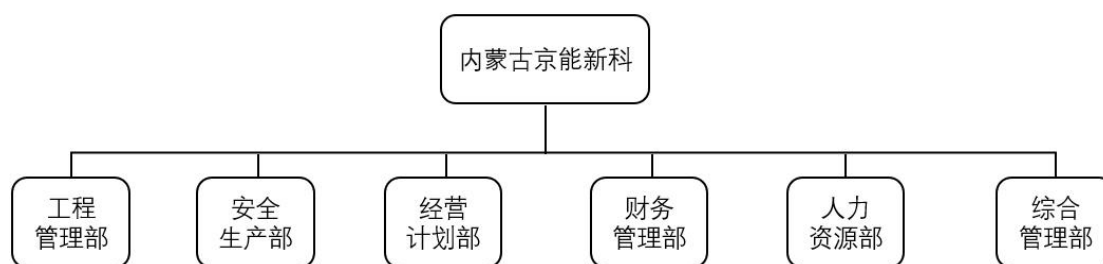 内蒙古京能新科
工程
管理部
安全
生产部
经营
计划部
财务
管理部
人力
资源部
综合
管理部